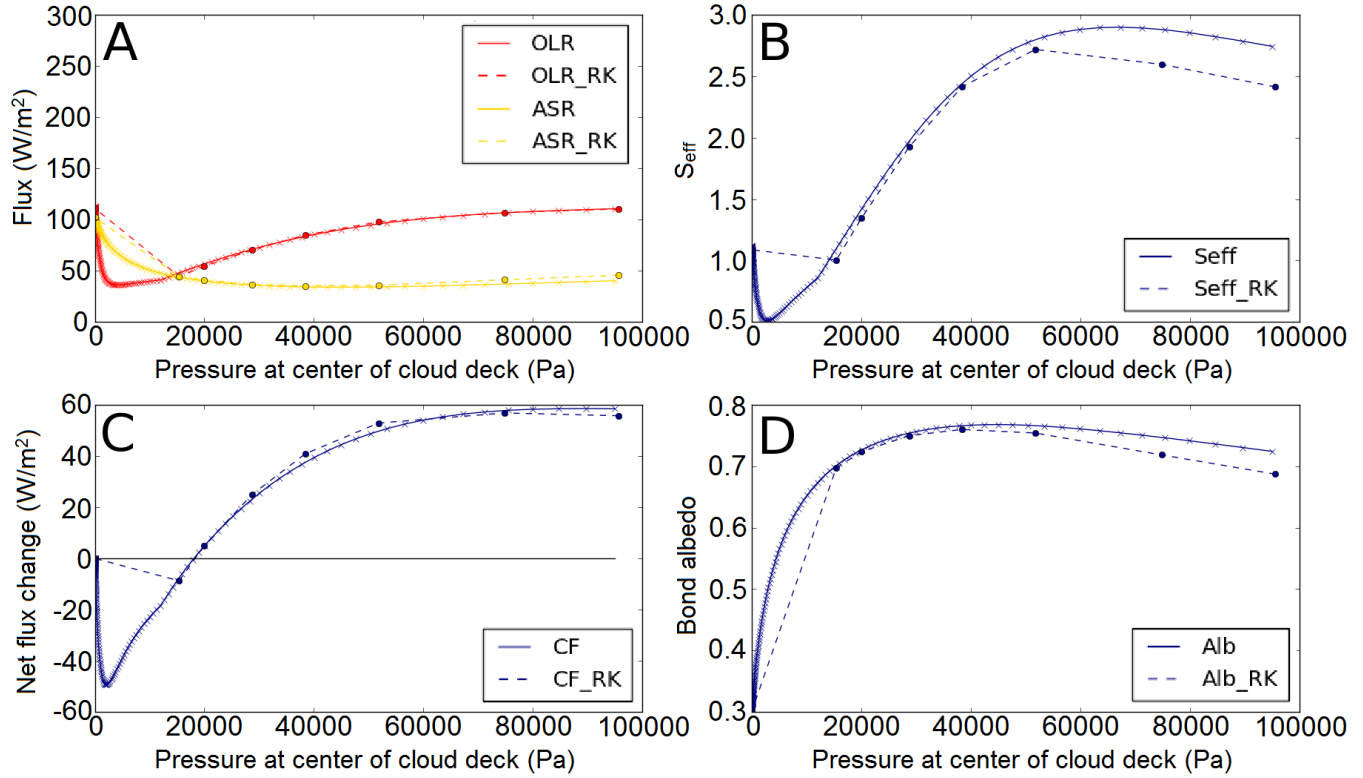 A
300
250
200
150
100
50
0
Flux (W/m²)
OLR
OLR_RK
ASR
ASR_RK
0 20000 40000 60000 80000 100000
Pressure at center of cloud deck (Pa)
B
3.0
2.5
2.0
1.5
1.0
0.5
Seff
Seff
Seff_RK
0 20000 40000 60000 80000 100000
Pressure at center of cloud deck (Pa)
C
60
40
20
0
-20
-40
-60
Net flux change (W/m²)
CF
CF_RK
0 20000 40000 60000 80000 100000
Pressure at center of cloud deck (Pa)
D
0.8
0.7
0.6
0.5
0.4
0.3
Bond albedo
Alb
Alb_RK
0 20000 40000 60000 80000 100000
Pressure at center of cloud deck (Pa)